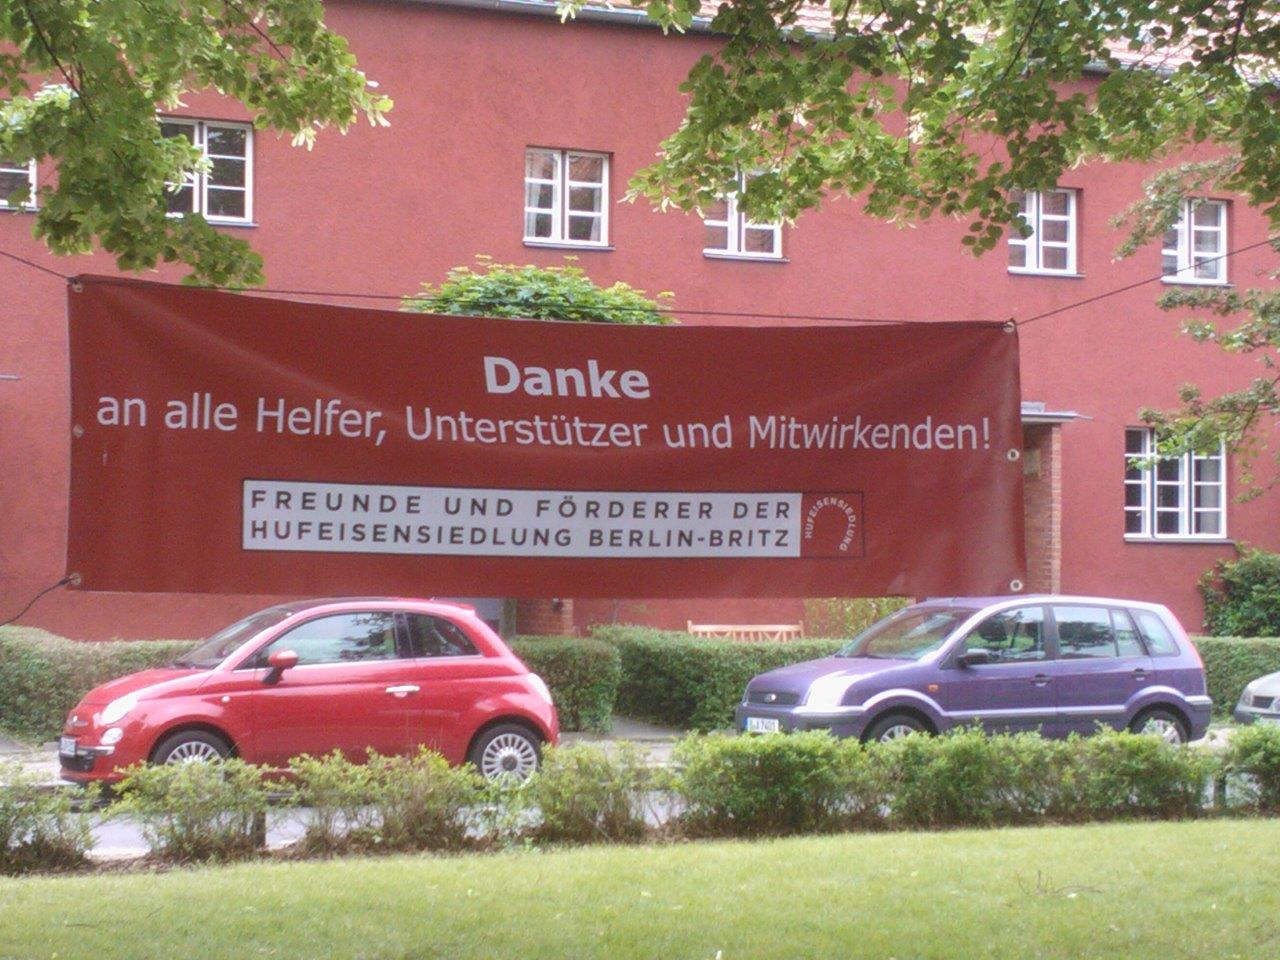 Danke
an alle Helfer, Unterstützer und Mitwirkenden!
FREUNDE UND FÖRDERER DER
HUFEISENSIEDLUNG BERLIN-BRITZ
HUFEISENSIEDLUNG